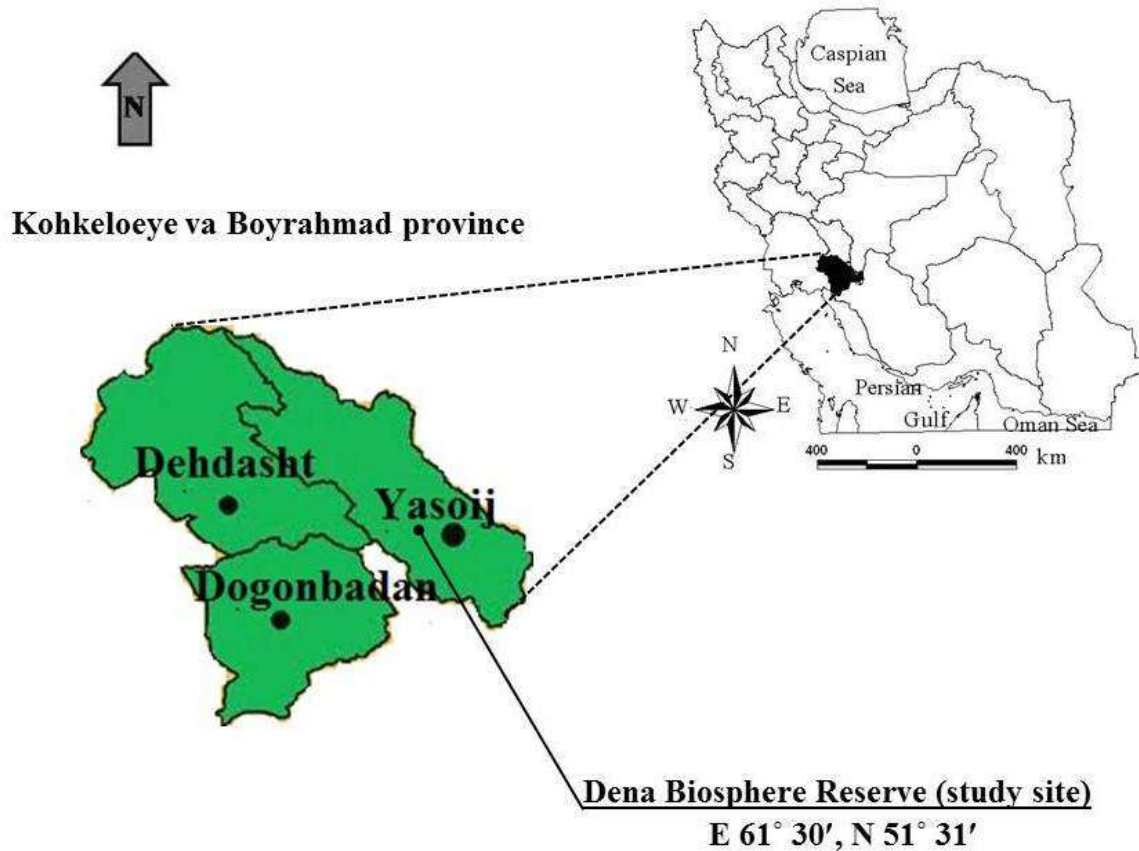 N
Caspian
Sea
Kohkeloeye va Boyrahmad province
N
W E
S
Persian
Gulf
Oman Sea
400 0 400
km
Dehdasht
Yasoij
Dogonbadan
Dena Biosphere Reserve (study site)
E 61° 30′, N 51° 31′